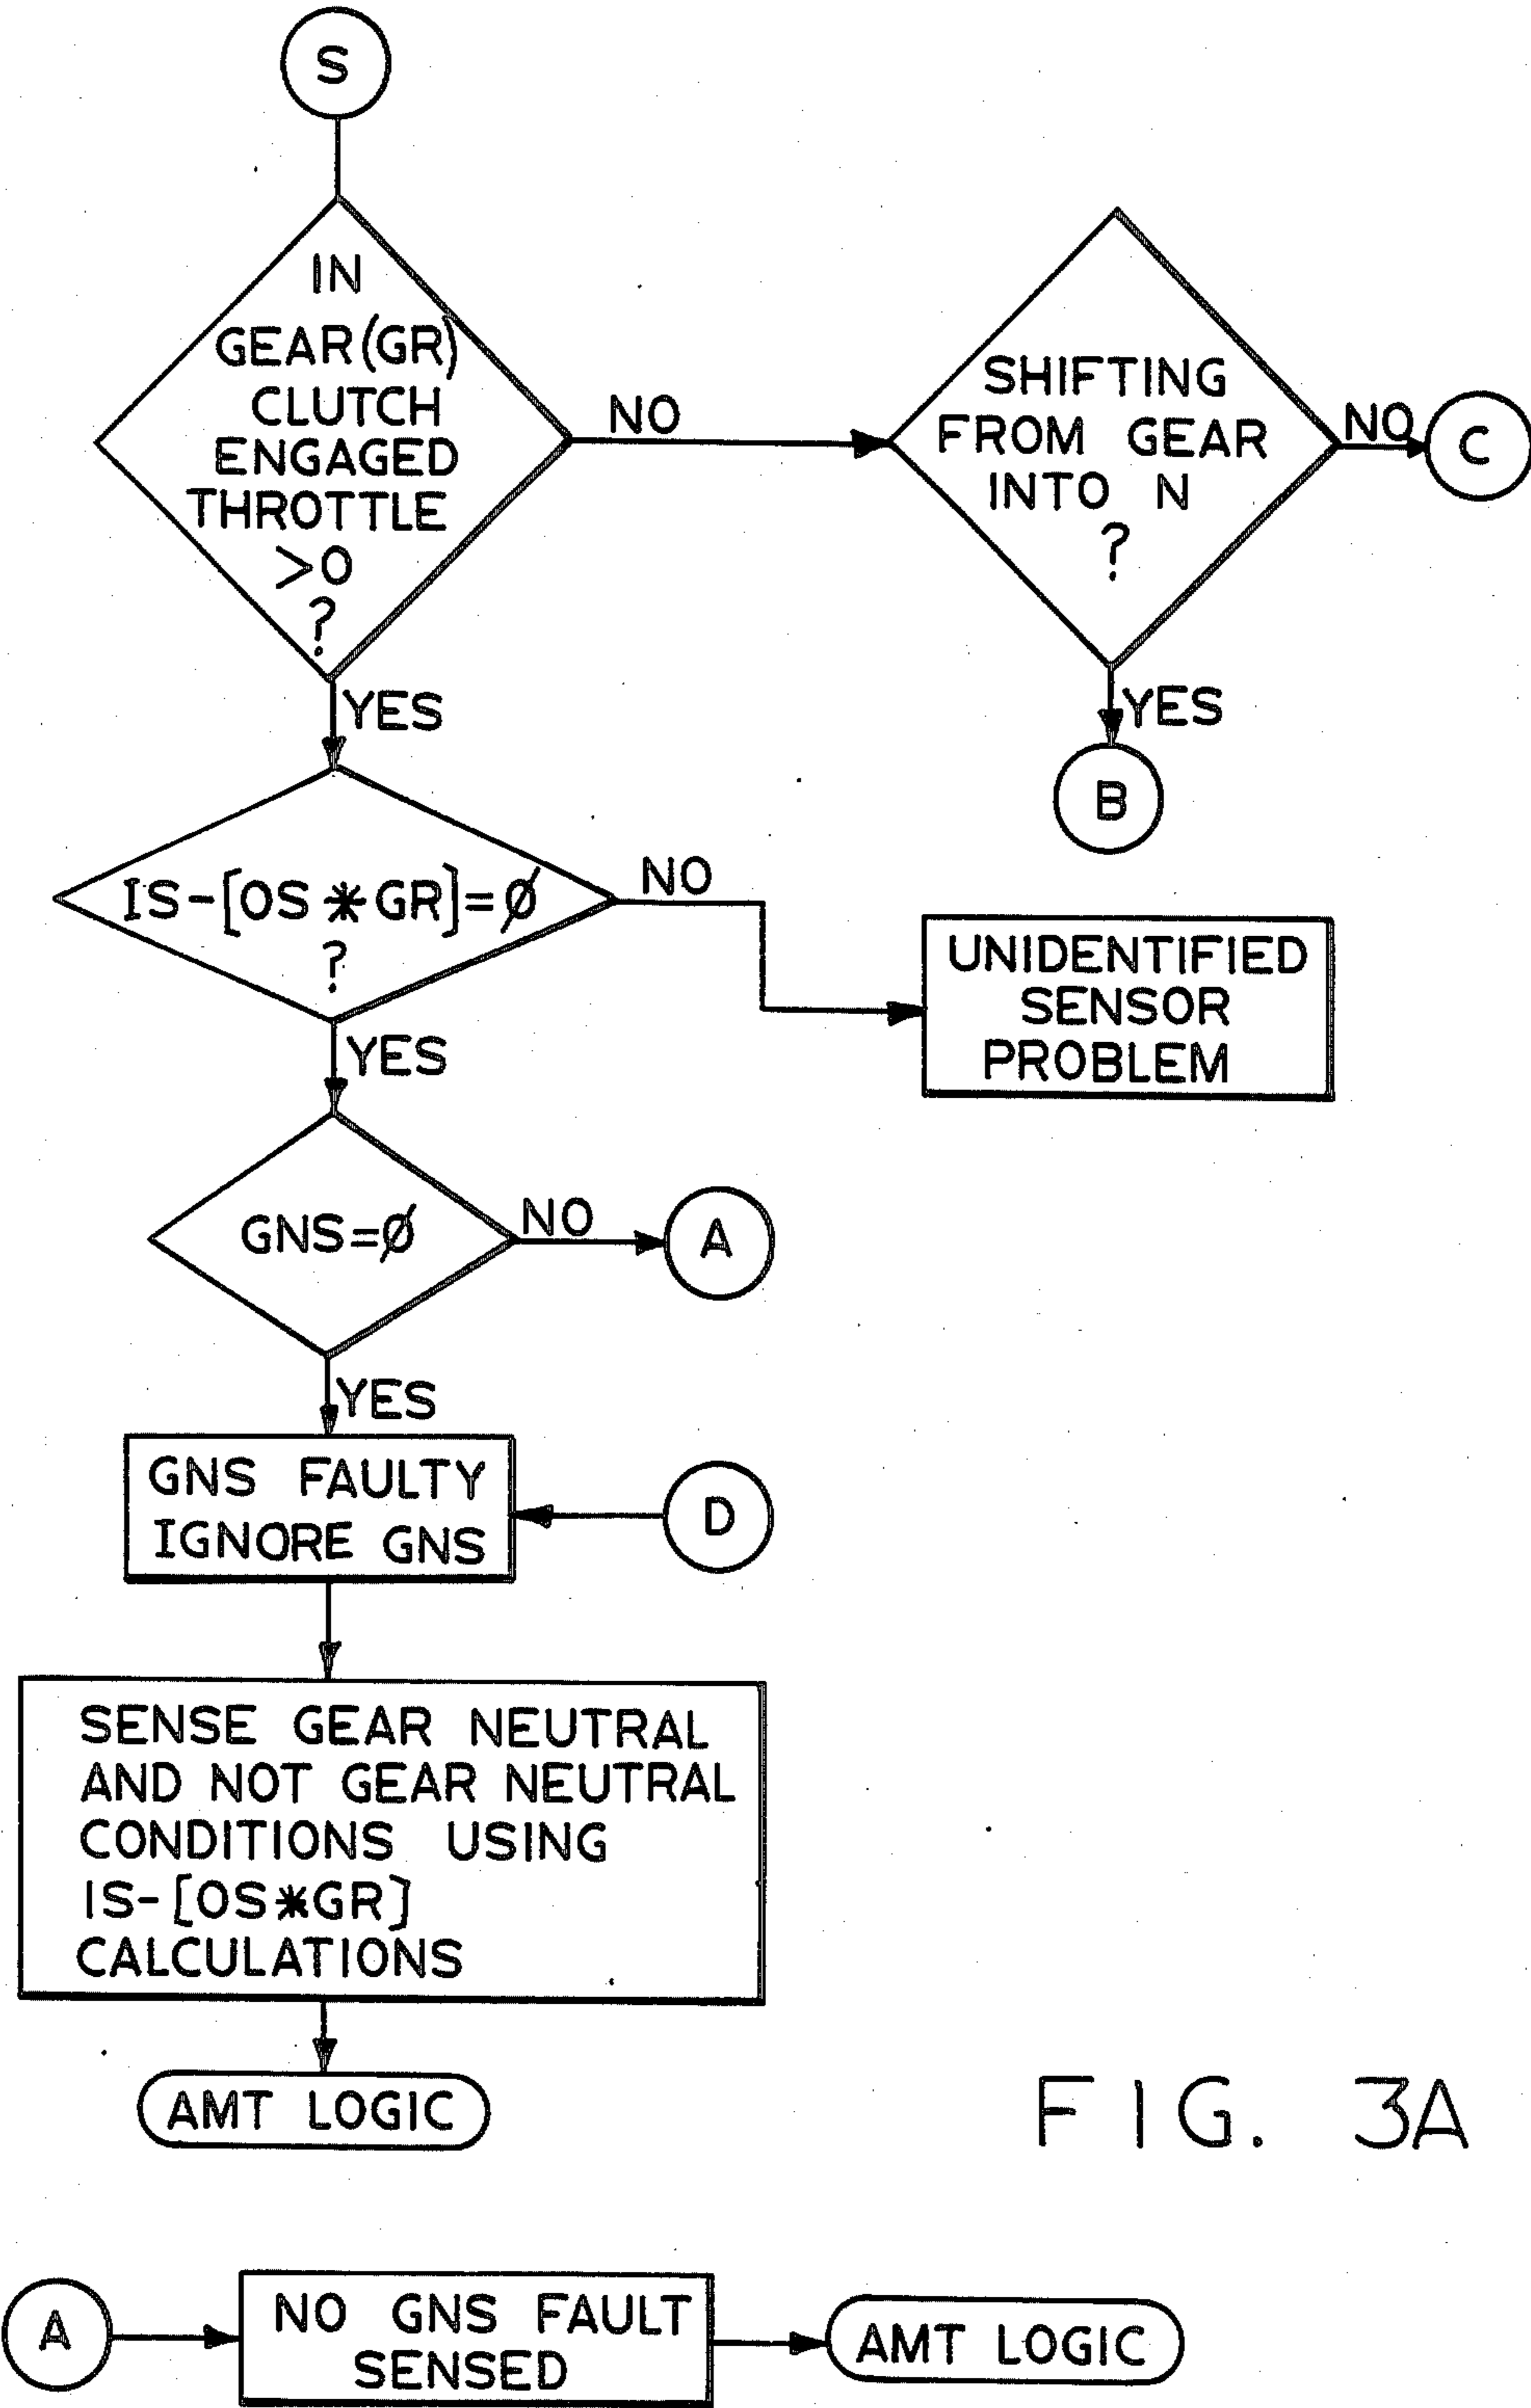 S
IN
GEAR(GR)
CLUTCH
ENGAGED
THROTTLE
>O
?
NO
SHIFTING
FROM GEAR
INTO N
?
NO
C
YES
YES
B
IS-[OS*GR]=Ø
?
NO
UNIDENTIFIED
SENSOR
PROBLEM
YES
GNS=Ø
NO
A
YES
GNS FAULTY
IGNORE GNS
D
SENSE GEAR NEUTRAL
AND NOT GEAR NEUTRAL
CONDITIONS USING
IS-[OS*GR]
CALCULATIONS
AMT LOGIC
FIG. 3A
A
NO GNS FAULT
SENSED
AMT LOGIC